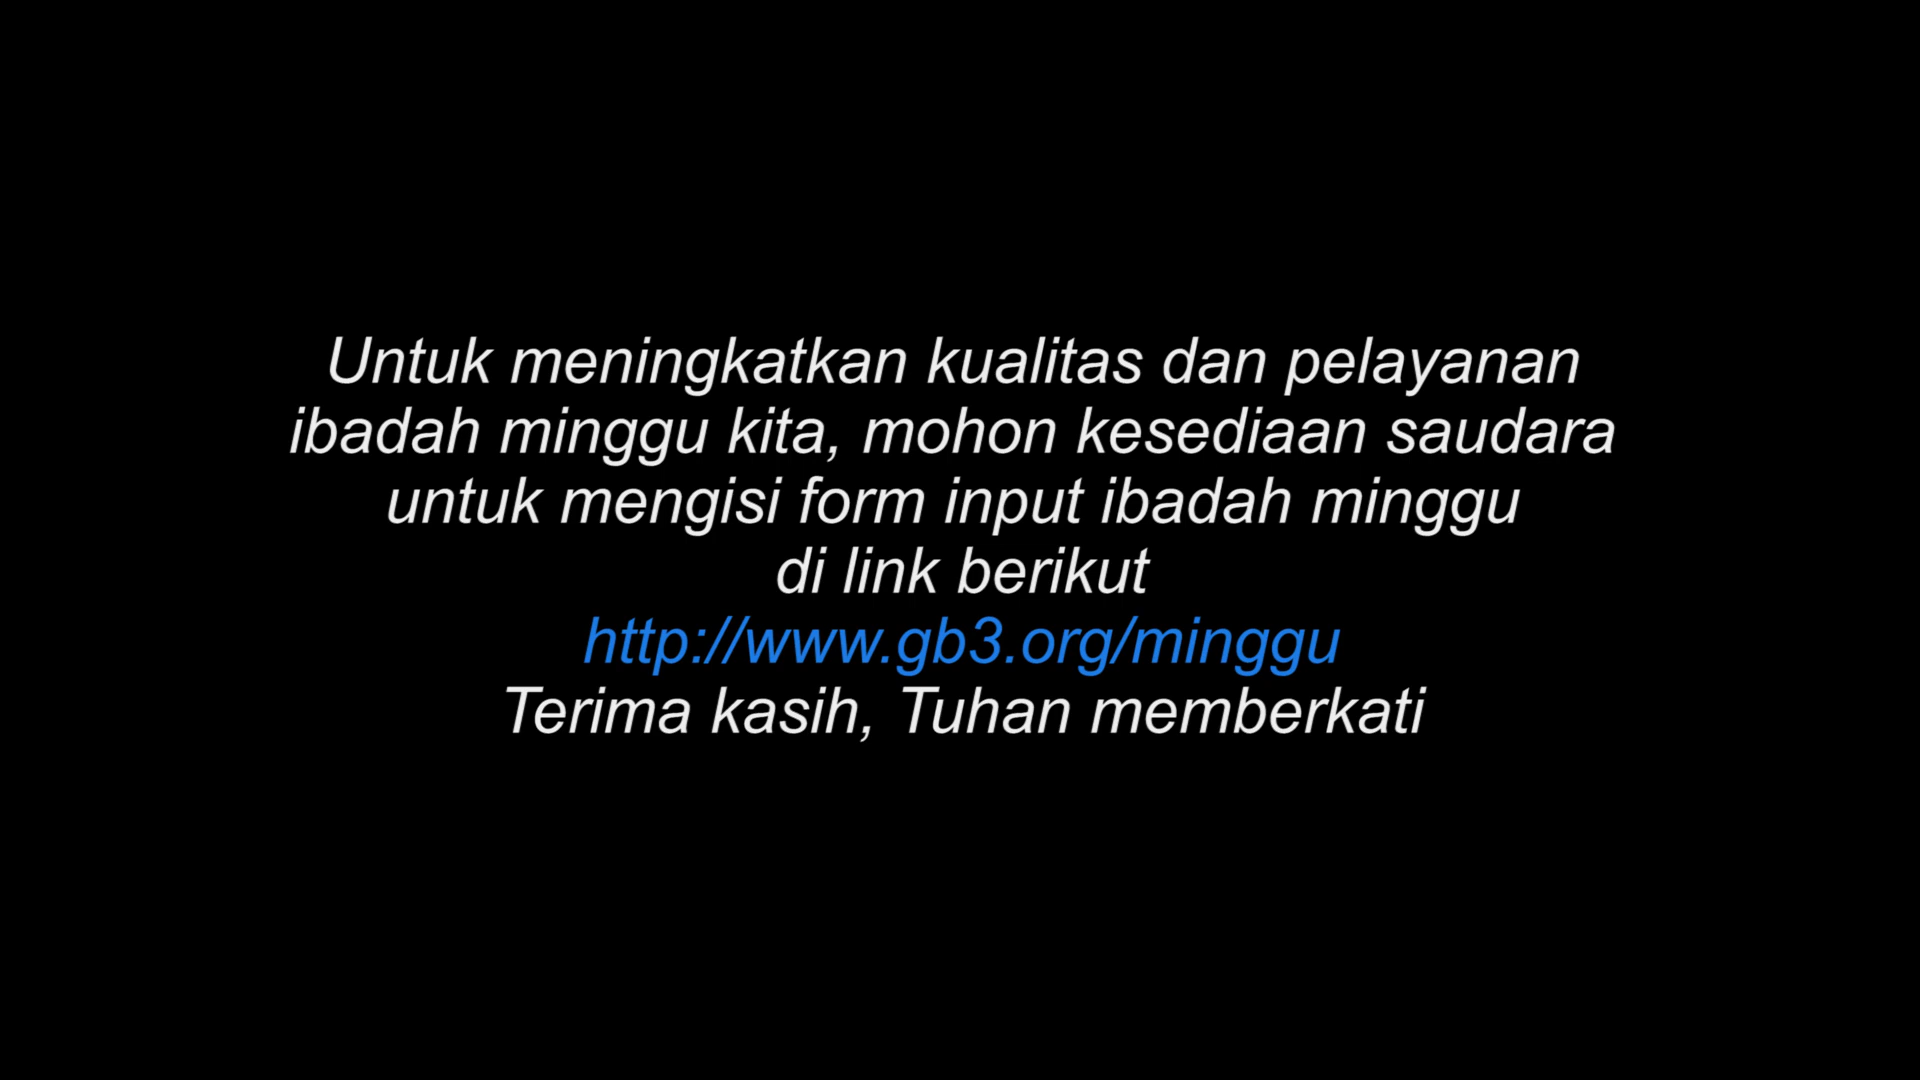 Untuk meningkatkan kualitas dan pelayanan
ibadah minggu kita, mohon kesediaan saudara
untuk mengisi form input ibadah minggu
di link berikut
http://www.gb3.org/minggu
Terima kasih, Tuhan memberkati